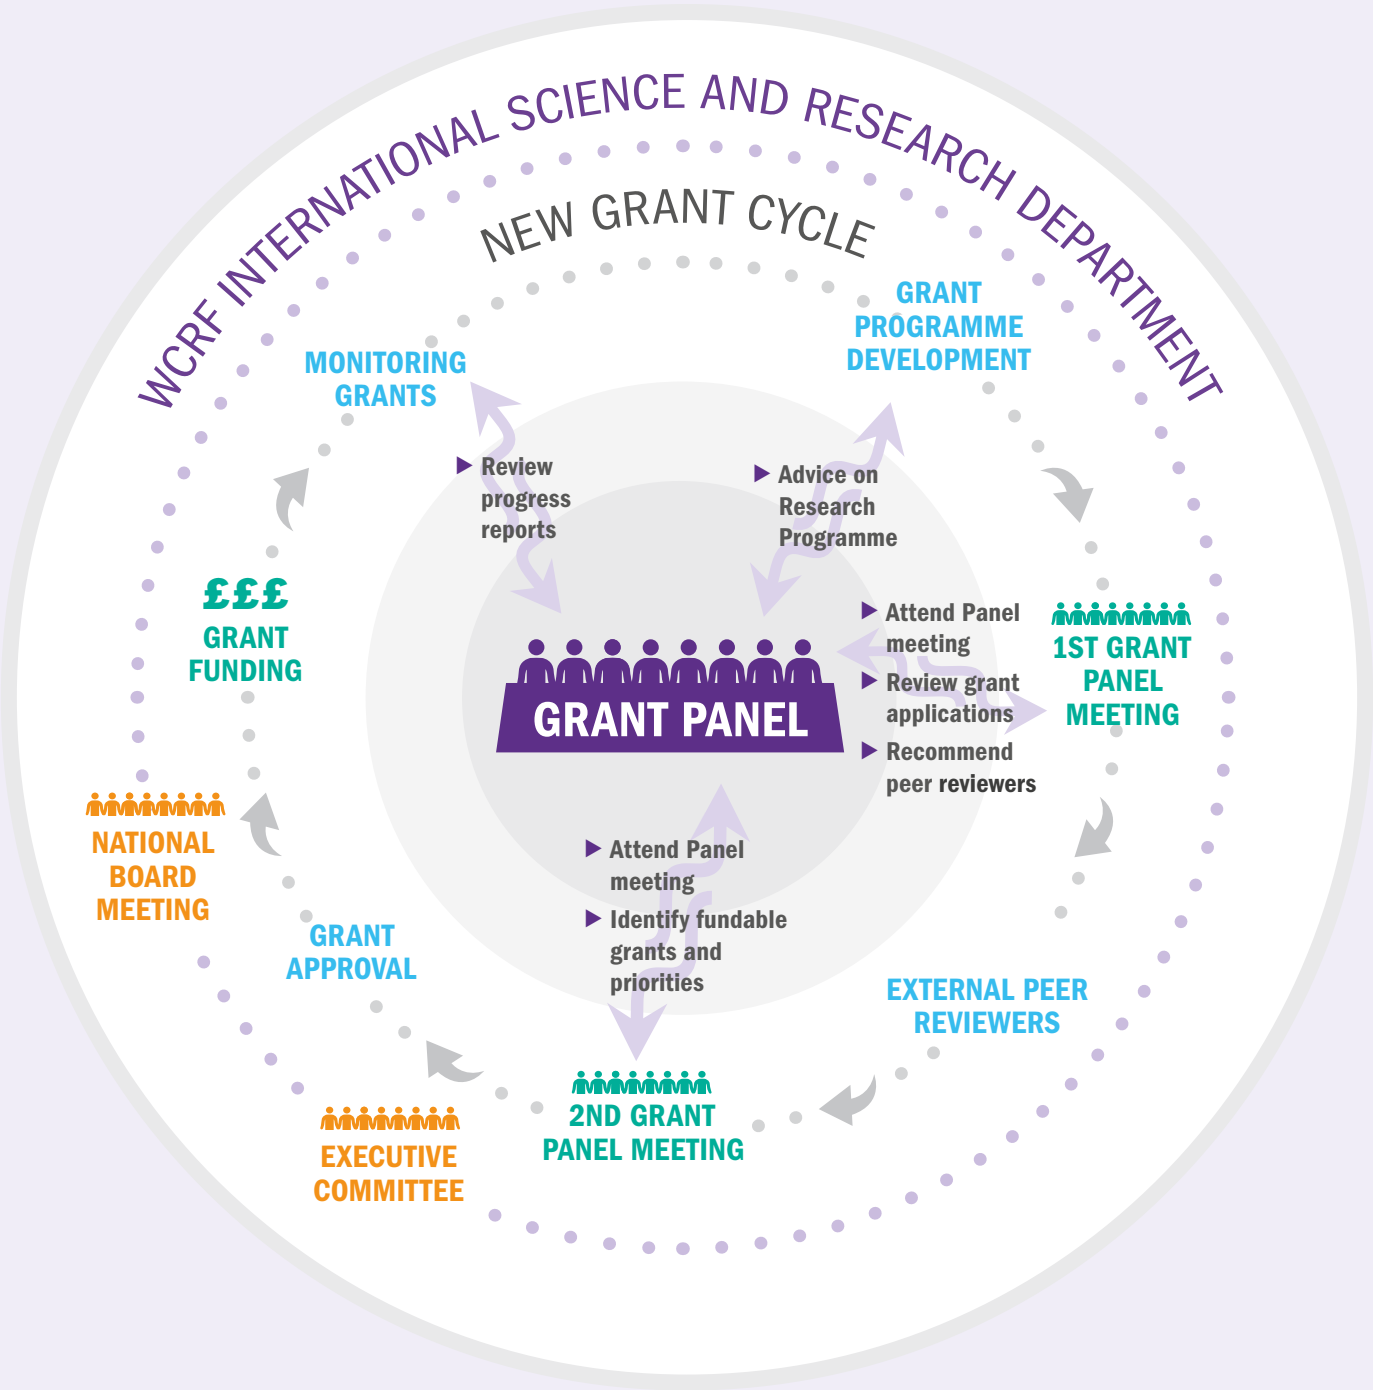 WCRF INTERNATIONAL SCIENCE AND RESEARCH DEPARTMENT
NEW GRANT CYCLE
GRANT
PROGRAMME
DEVELOPMENT
MONITORING
GRANTS
Review
progress
reports
Advice on
Research
Programme
£££
GRANT
FUNDING
Attend Panel
meeting
Review grant
applications
Recommend
peer reviewers
1ST GRANT
PANEL
MEETING
GRANT PANEL
NATIONAL
BOARD
MEETING
Attend Panel
meeting
Identify fundable
grants and
priorities
GRANT
APPROVAL
EXTERNAL PEER
REVIEWERS
2ND GRANT
PANEL MEETING
EXECUTIVE
COMMITTEE